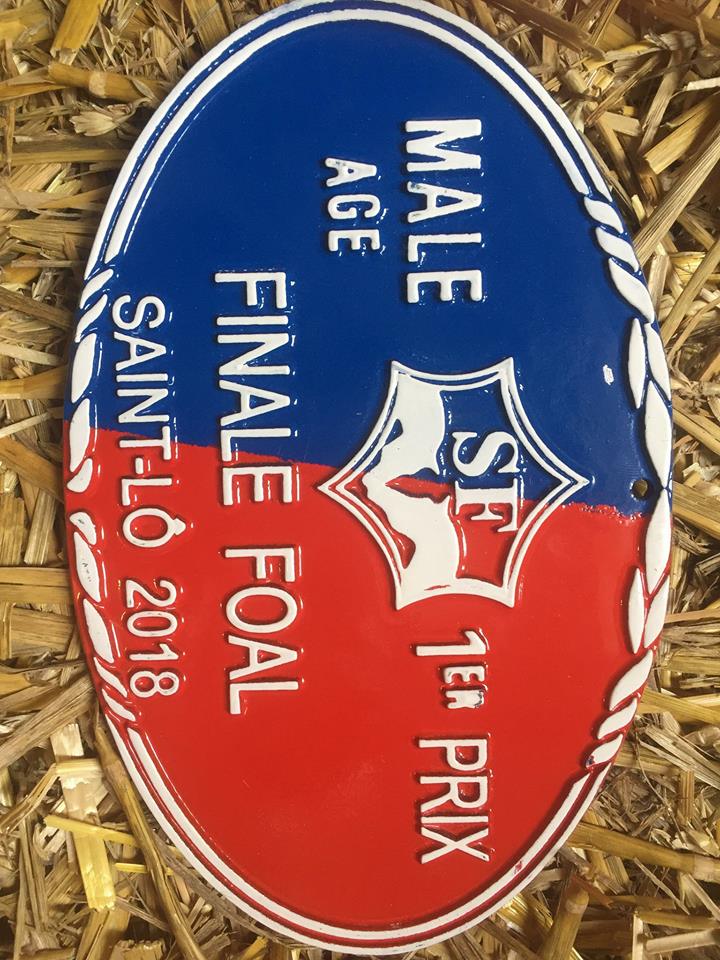 MALE
AGE
SF
1ER PRIX
FINALE FOAL
SAINT-LÔ 2018